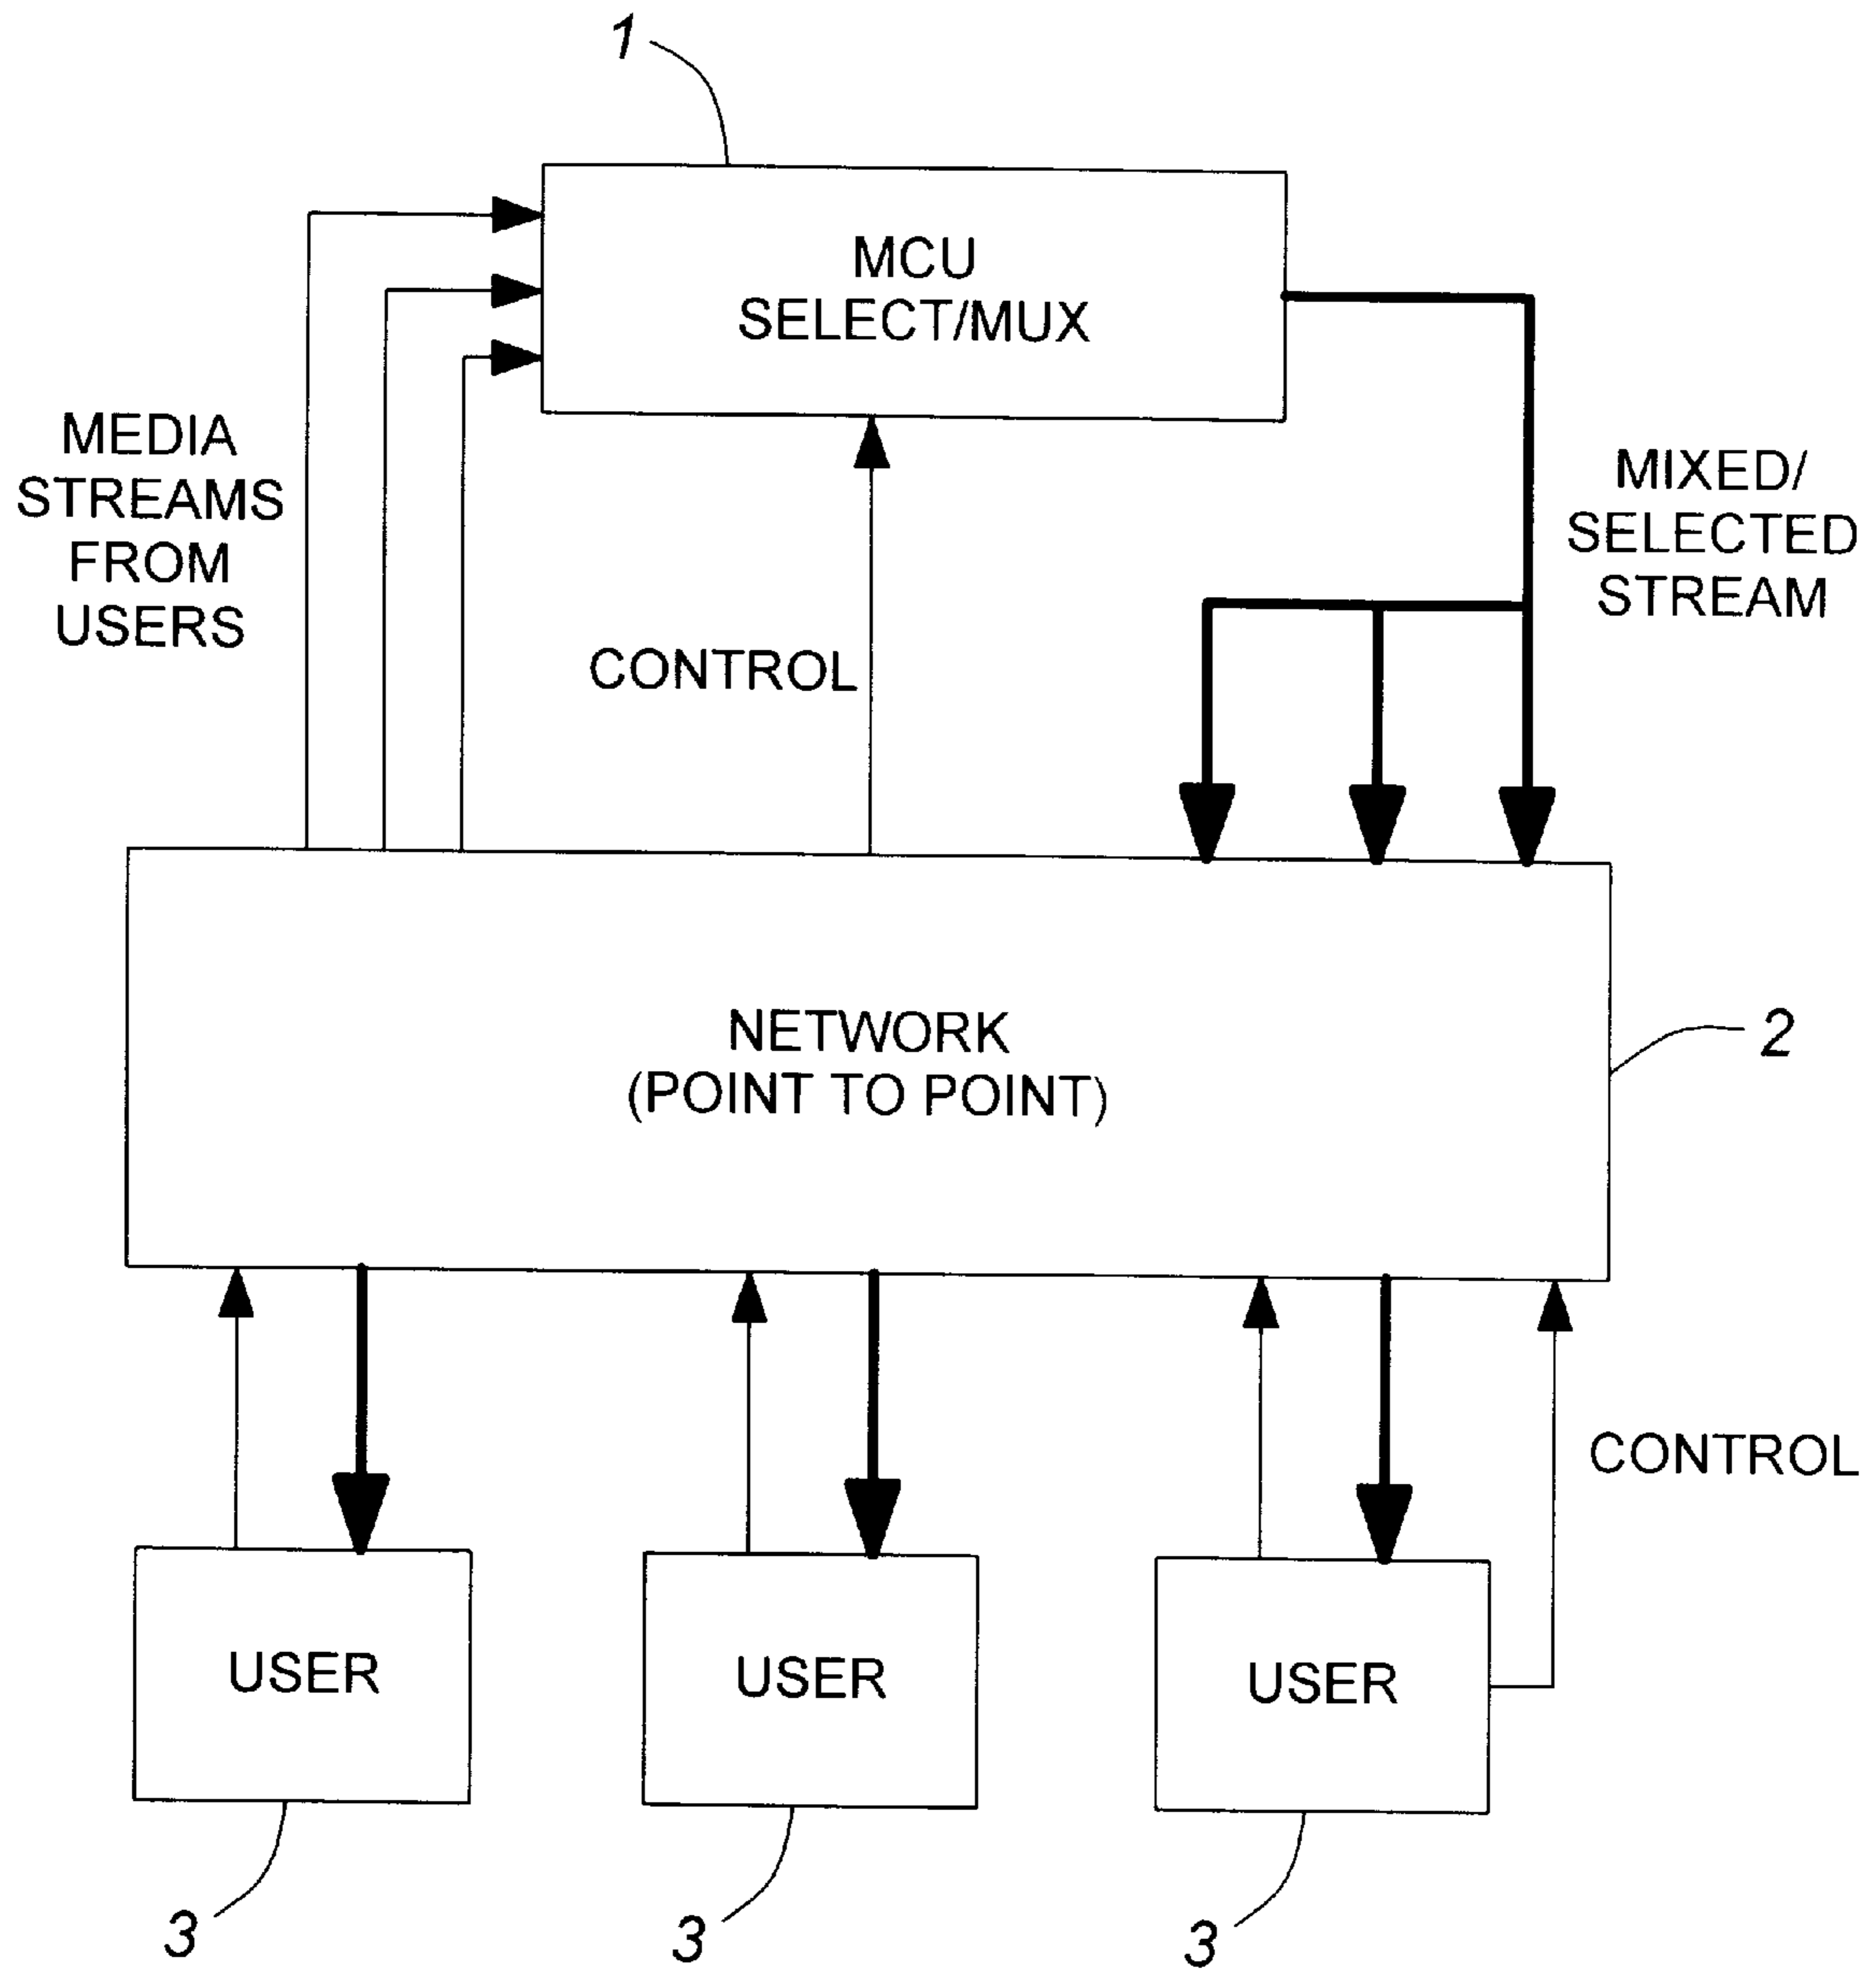 1
MCU
SELECT/MUX
MEDIA
STREAMS
FROM
USERS
MIXED/
SELECTED
STREAM
CONTROL
NETWORK
(POINT TO POINT)
2
CONTROL
USER
USER
USER
3
3
3